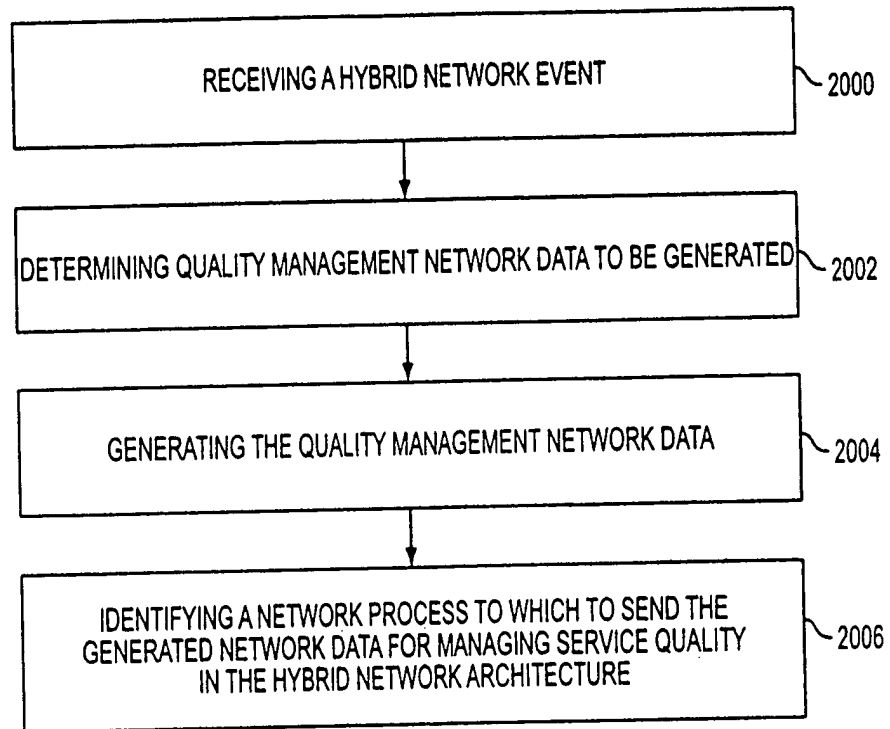 RECEIVING A HYBRID NETWORK EVENT
2000
DETERMINING QUALITY MANAGEMENT NETWORK DATA TO BE GENERATED
2002
GENERATING THE QUALITY MANAGEMENT NETWORK DATA
2004
IDENTIFYING A NETWORK PROCESS TO WHICH TO SEND THE
GENERATED NETWORK DATA FOR MANAGING SERVICE QUALITY
IN THE HYBRID NETWORK ARCHITECTURE
2006